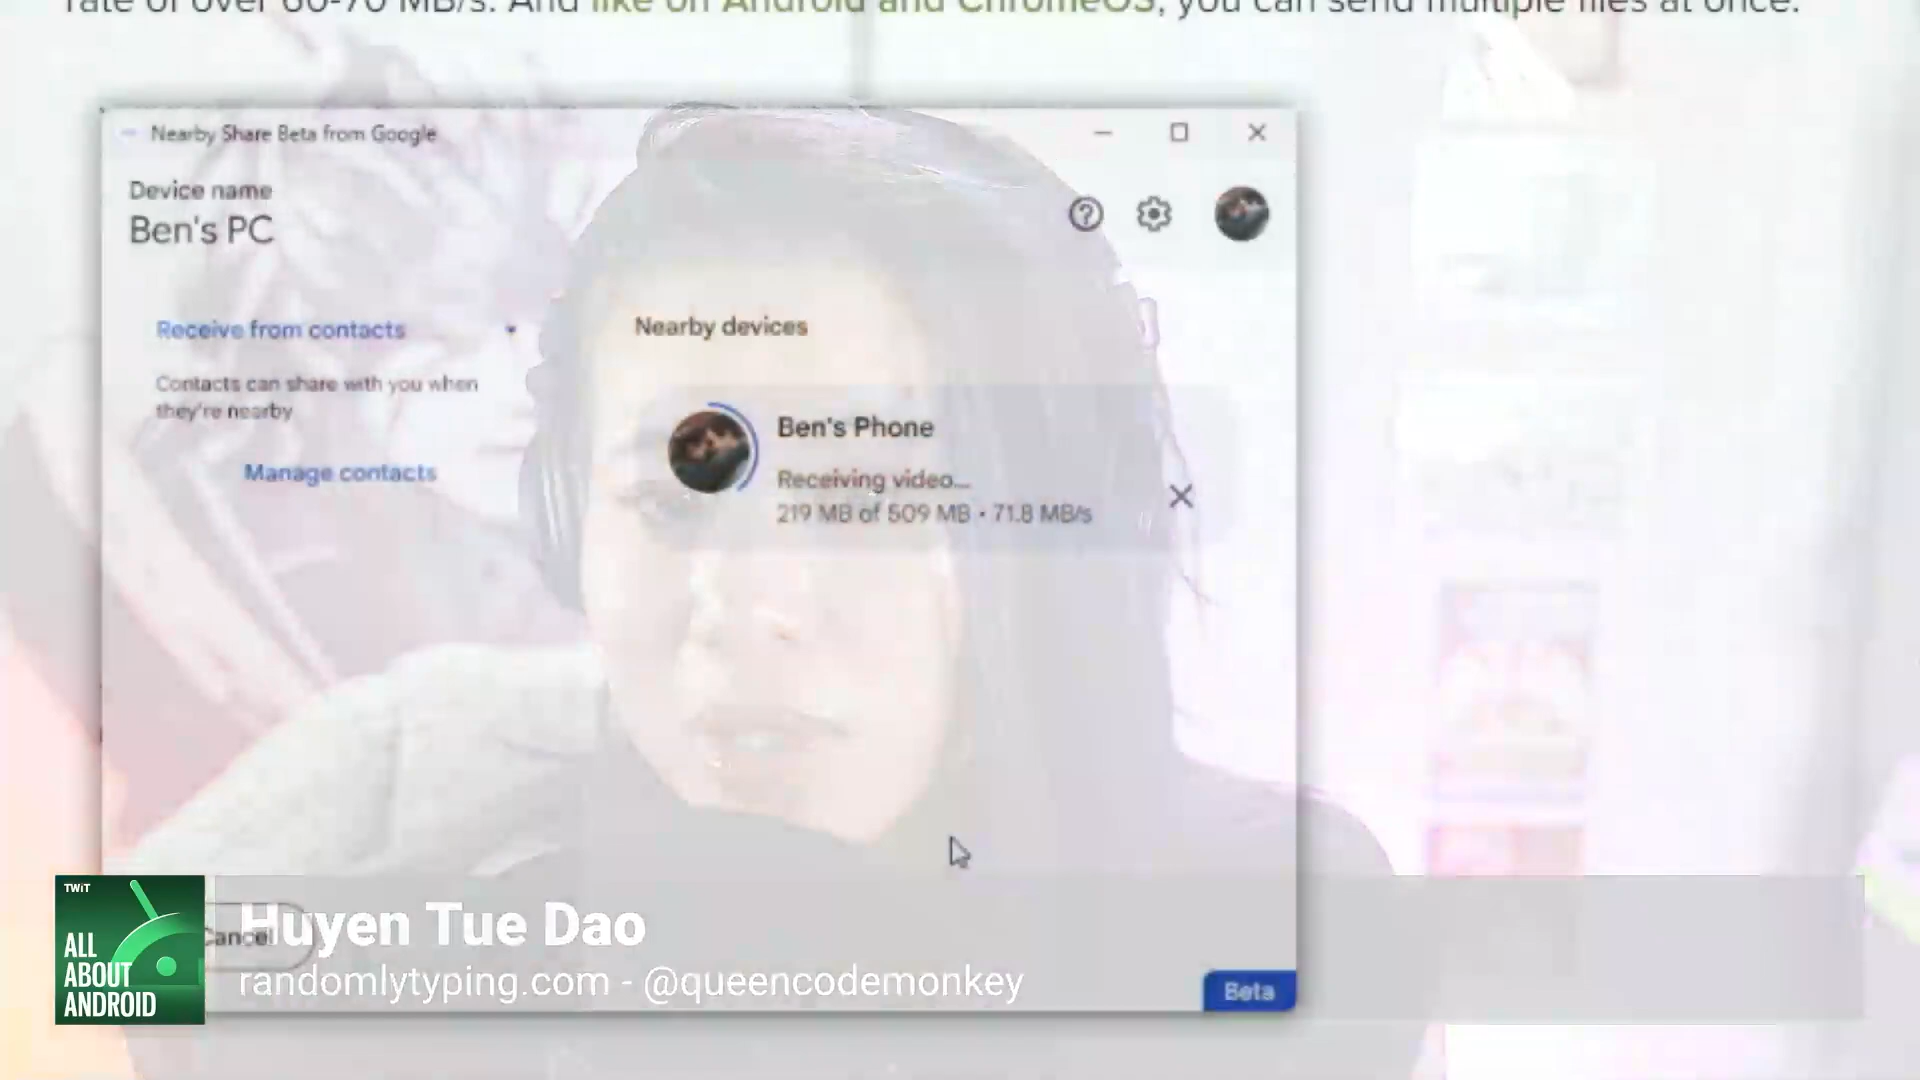 rate of over 60-70 MB/s. And like on Android and ChromeOS, you can send multiple files at once.
Nearby Share Beta from Google
Device name
Ben's PC
Receive from contacts
Contacts can share with you when
they're nearby
Manage contacts
Nearby devices
Ben's Phone
Receiving video...
219 MB of 509 MB • 71.8 MB/s
Cancel
Beta
TWiT
ALL
ABOUT
ANDROID
Huyen Tue Dao
randomlytyping.com - @queencodemonkey